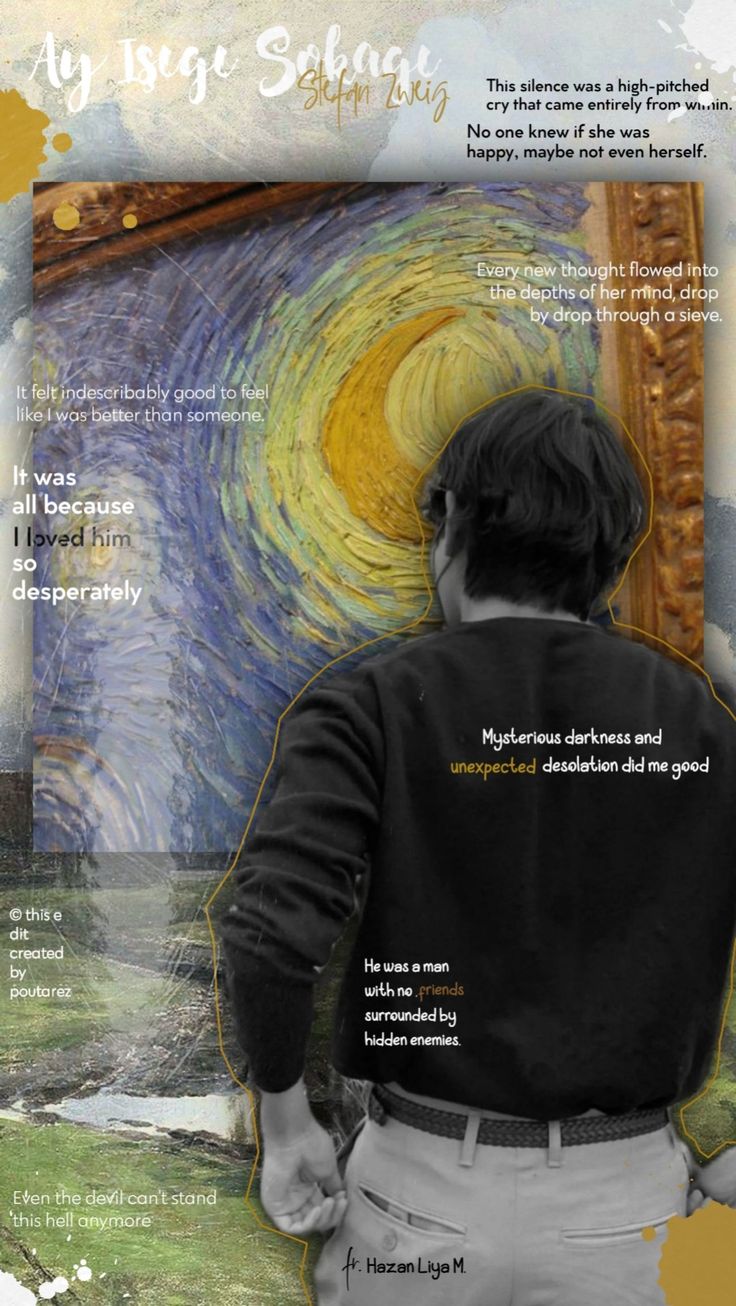 Ay Işığı Sokağı
Stefan Zweig
This silence was a high-pitched
cry that came entirely from within.
No one knew if she was
happy, maybe not even herself.
Every new thought flowed into
the depths of her mind, drop
by drop through a sieve.
It felt indescribably good to feel
like I was better than someone.
It was
all because
I loved him
so
desperately
Mysterious darkness and
unexpected desolation did me good
© this e
dit
created
by
poutarez
He was a man
with no friends
surrounded by
hidden enemies.
Even the devil can't stand
this hell anymore
fr. Hazan Liya M.